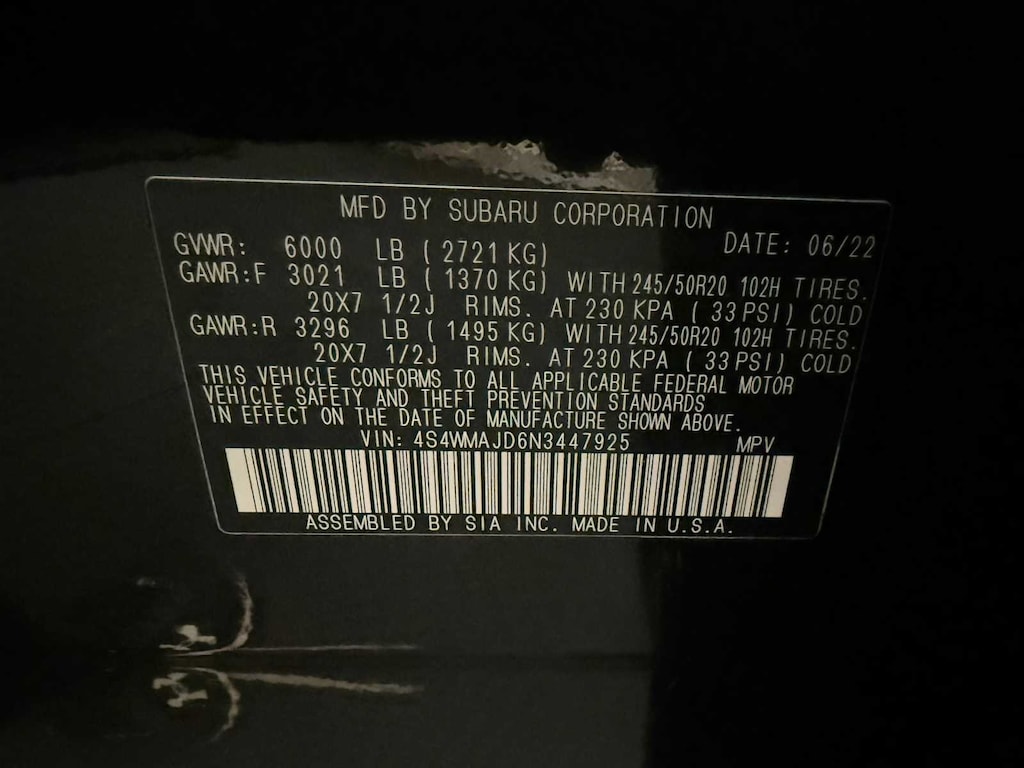 MFD BY SUBARU CORPORATION
GVWR: 6000 LB ( 2721 KG) DATE: 06/22
GAWR:F 3021 LB ( 1370 KG) WITH 245/50R20 102H TIRES.
20X7 1/2J RIMS. AT 230 KPA ( 33 PSI) COLD
GAWR:R 3296 LB ( 1495 KG) WITH 245/50R20 102H TIRES.
20X7 1/2J RIMS. AT 230 KPA ( 33 PSI) COLD
THIS VEHICLE CONFORMS TO ALL APPLICABLE FEDERAL MOTOR
VEHICLE SAFETY AND THEFT PREVENTION STANDARDS
IN EFFECT ON THE DATE OF MANUFACTURE SHOWN ABOVE.
VIN: 4S4WMAJD6N3447925 MPV
ASSEMBLED BY SIA INC. MADE IN U.S.A.